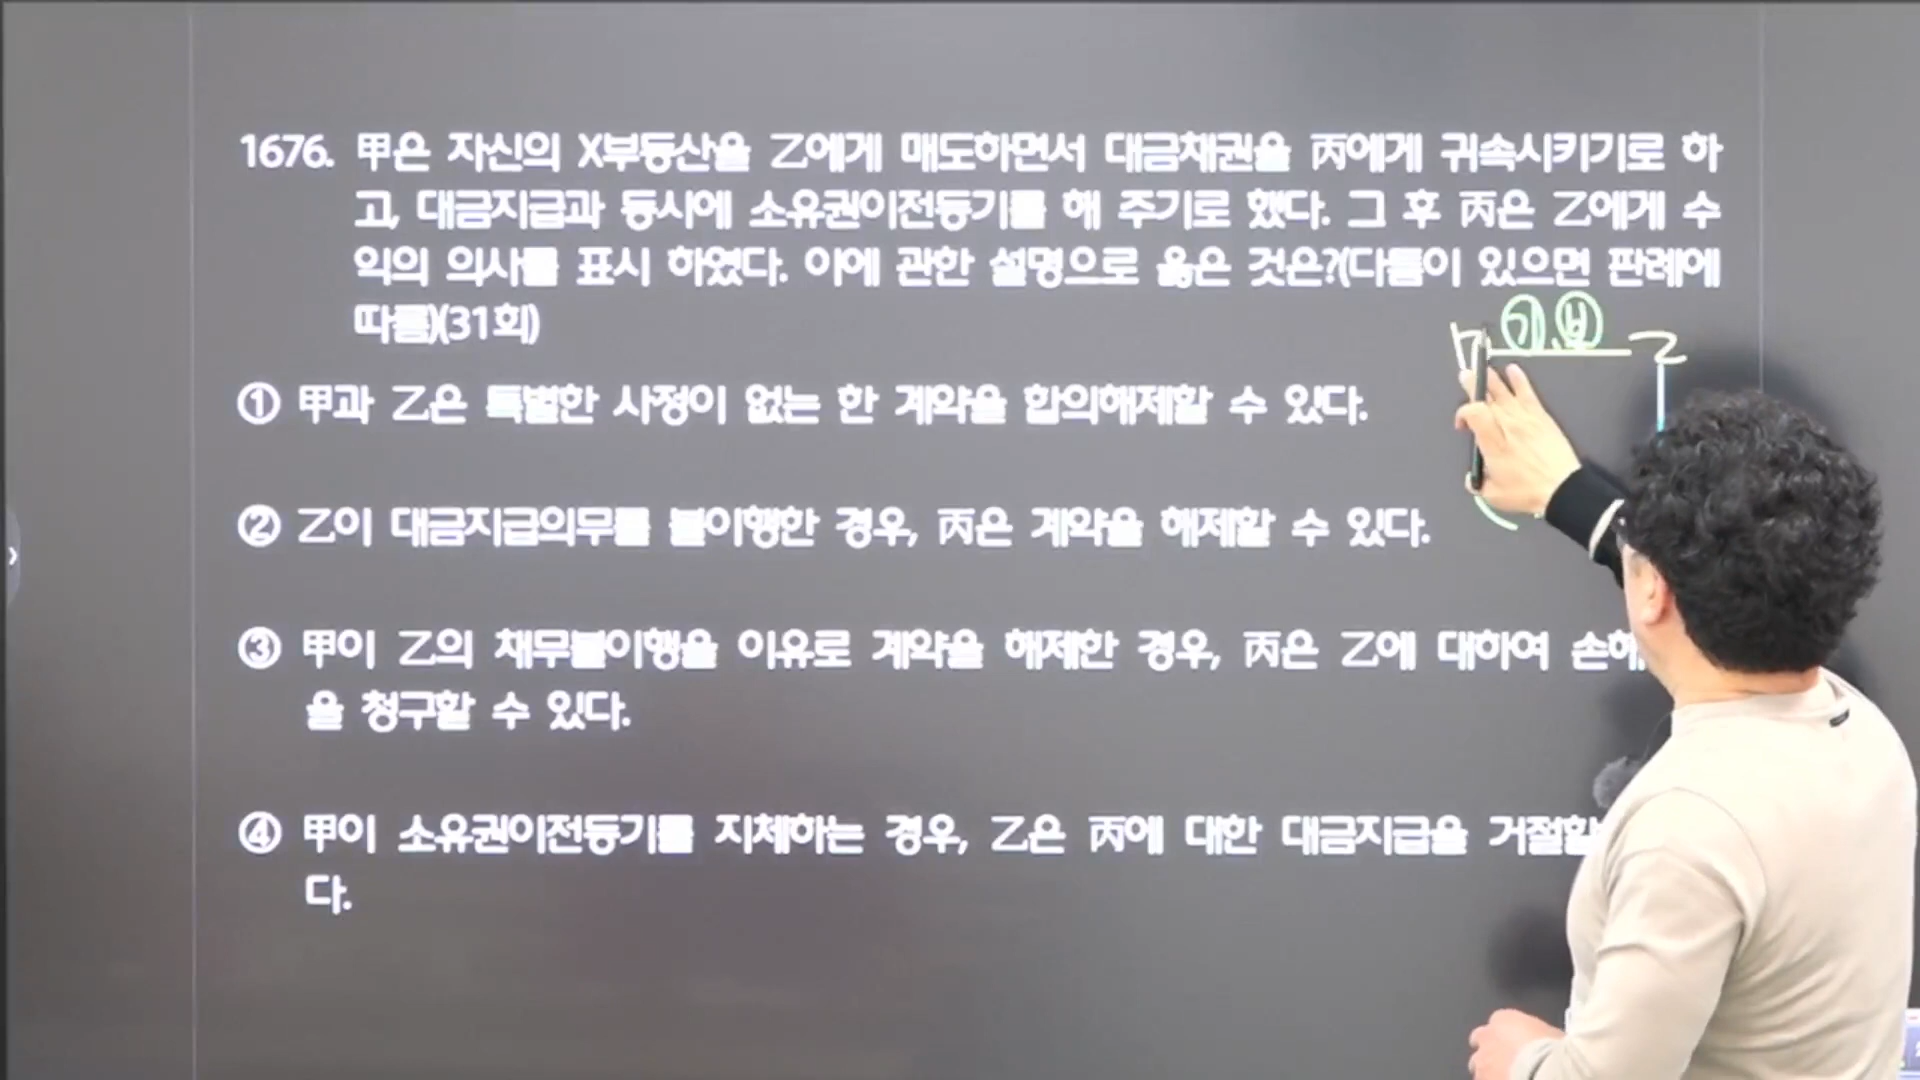 1676. 甲은 자신의 X부동산을 乙에게 매도하면서 대금채권을 丙에게 귀속시키기로 하
고, 대금지급과 동시에 소유권이전등기를 해 주기로 했다. 그 후 丙은 乙에게 수
익의 의사를 표시 하였다. 이에 관한 설명으로 옳은 것은?(다툼이 있으면 판례에
따름)(31회)
기 보
① 甲과 乙은 특별한 사정이 없는 한 계약을 합의해제할 수 있다.
② 乙이 대금지급의무를 불이행한 경우, 丙은 계약을 해제할 수 있다.
③ 甲이 乙의 채무불이행을 이유로 계약을 해제한 경우, 丙은 乙에 대하여 손해
을 청구할 수 있다.
④ 甲이 소유권이전등기를 지체하는 경우, 乙은 丙에 대한 대금지급을 거절할
다.